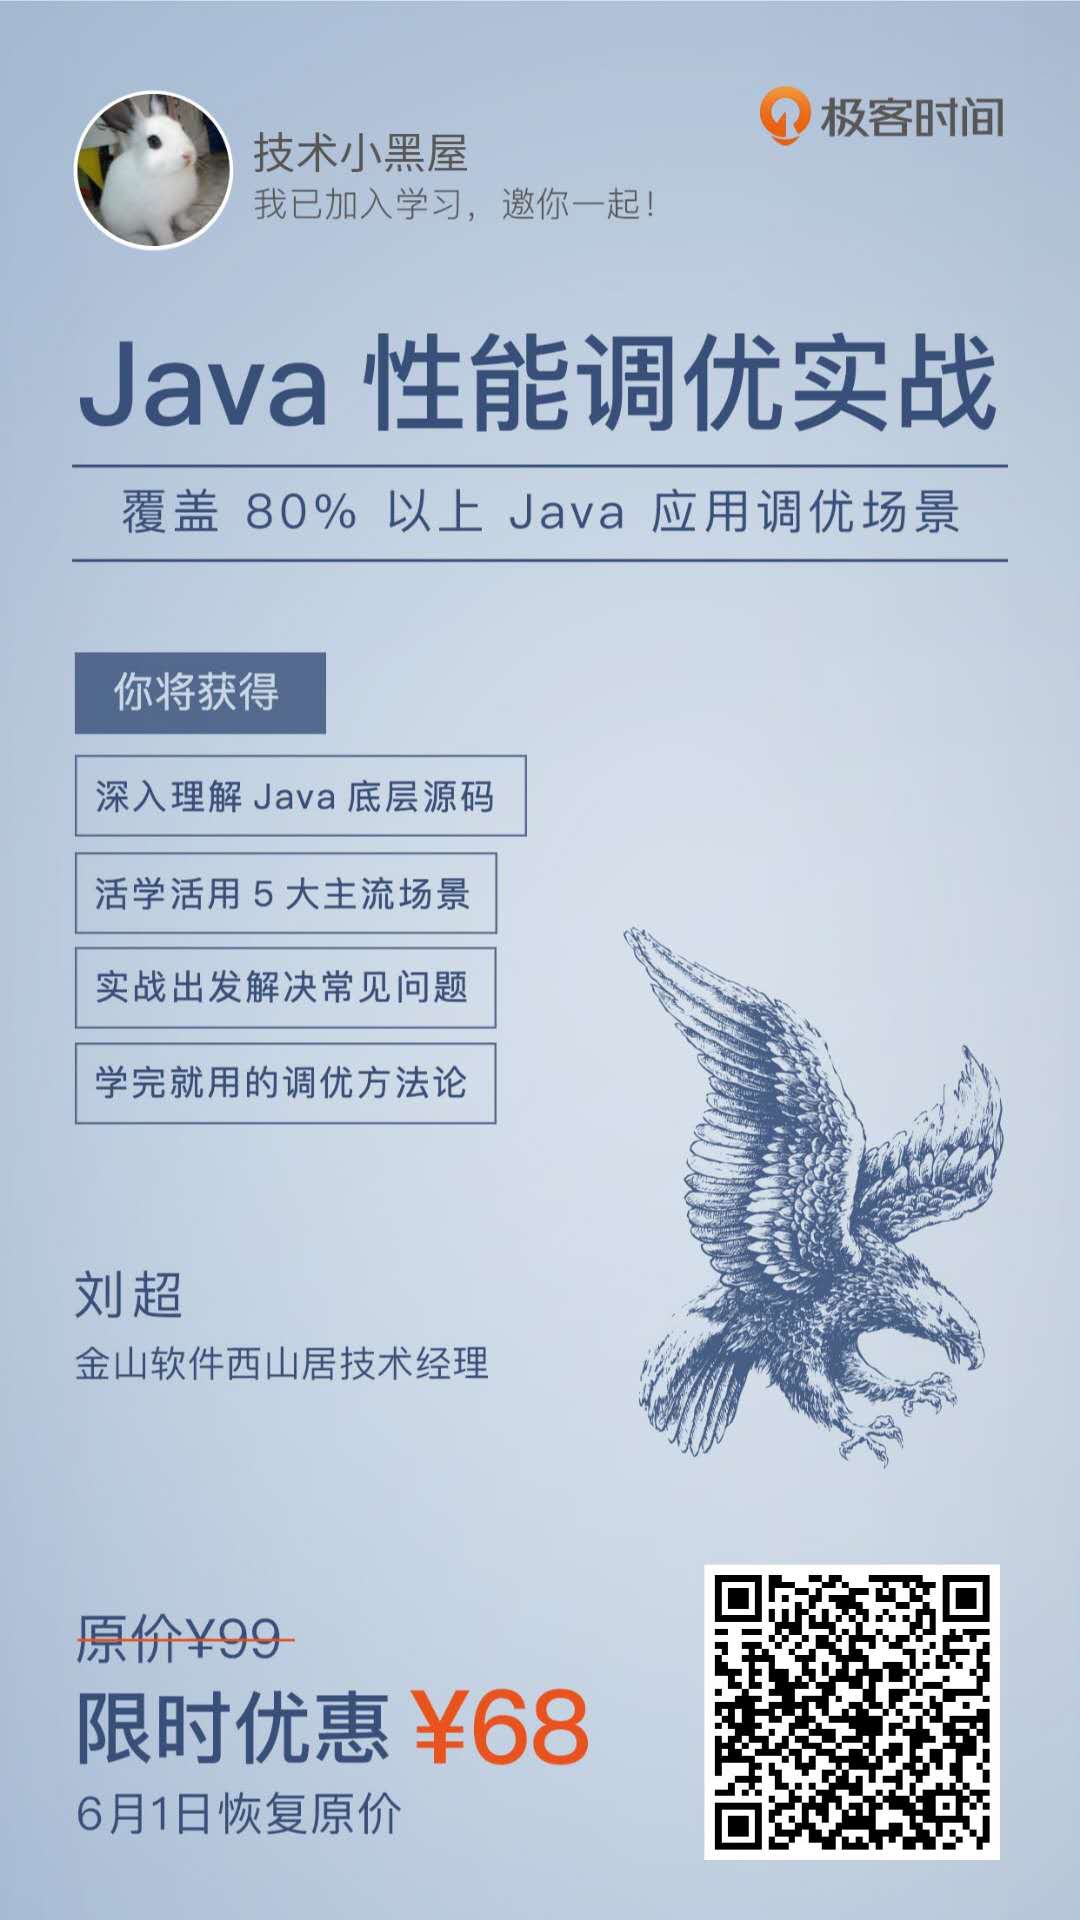 技术小黑屋
我已加入学习，邀你一起！
极客时间
Java 性能调优实战
覆盖 80% 以上 Java 应用调优场景
你将获得
深入理解 Java 底层源码
活学活用 5 大主流场景
实战出发解决常见问题
学完就用的调优方法论
刘超
金山软件西山居技术经理
原价¥99
限时优惠 ¥68
6月1日恢复原价